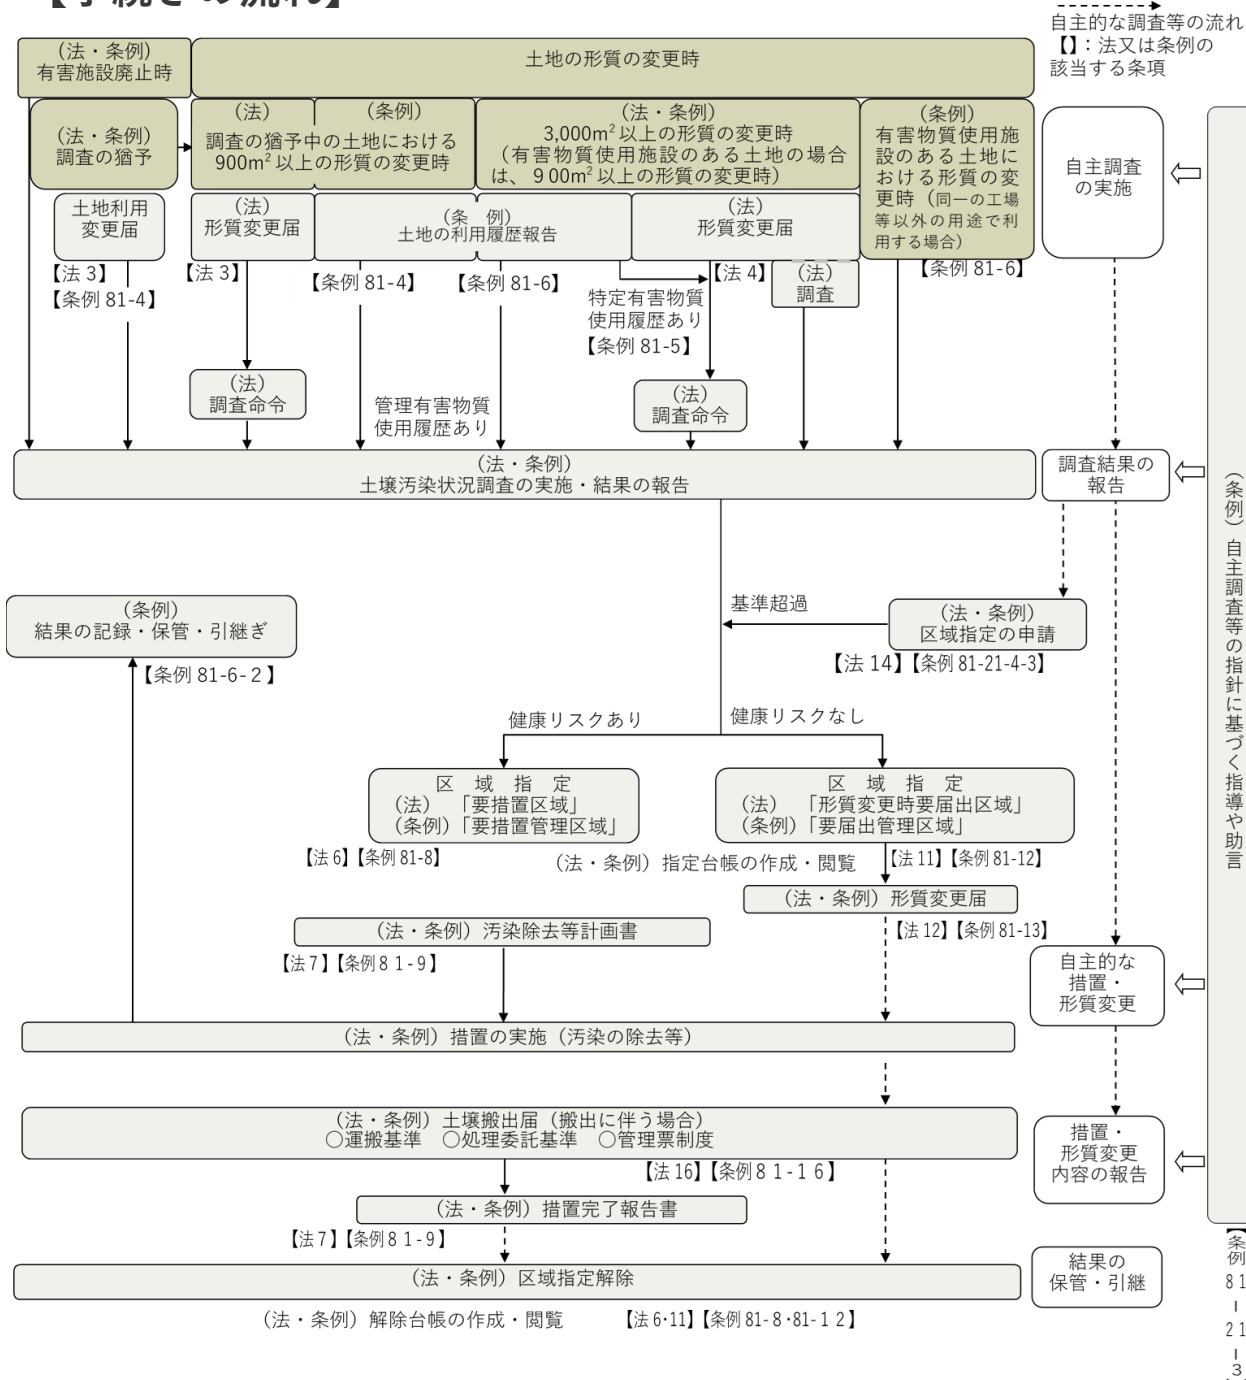 【手続きの流れ】
自主的な調査等の流れ
【】：法又は条例の
該当する条項
（法・条例）
有害施設廃止時
土地の形質の変更時
（法・条例）
調査の猶予
（法）
（条例）
調査の猶予中の土地における
900m²以上の形質の変更時
（法・条例）
3,000m²以上の形質の変更時
（有害物質使用施設のある土地の場合
は、９00m²以上の形質の変更時）
（条例）
有害物質使用施
設のある土地に
おける形質の変
更時（同一の工場
等以外の用途で利
用する場合）
自主調査
の実施
土地利用
変更届
（法）
形質変更届
（条　例）
土地の利用履歴報告
（法）
形質変更届
【法 3】
【条例 81-4】
【法 3】
【条例 81-4】
【条例 81-6】
【法 4】
（法）
調査
【条例 81-6】
特定有害物質
使用履歴あり
【条例 81-5】
（法）
調査命令
管理有害物質
使用履歴あり
（法）
調査命令
（法・条例）
土壌汚染状況調査の実施・結果の報告
調査結果の
報告
（条例）自主調査等の指針に基づく指導や助言
（条例）
結果の記録・保管・引継ぎ
【条例 81-6-２】
基準超過
（法・条例）
区域指定の申請
【法 14】【条例 81-21-4-3】
健康リスクあり
健康リスクなし
区　域　指　定
（法）　「要措置区域」
（条例）「要措置管理区域」
区　域　指　定
（法）　「形質変更時要届出区域」
（条例）「要届出管理区域」
【法 6】【条例 81-8】
（法・条例）指定台帳の作成・閲覧
【法 11】【条例 81-12】
（法・条例）形質変更届
（法・条例）汚染除去等計画書
【法 12】【条例 81-13】
【法７】【条例８１-９】
自主的な
措置・
形質変更
（法・条例）措置の実施（汚染の除去等）
（法・条例）土壌搬出届（搬出に伴う場合）
○運搬基準　○処理委託基準　○管理票制度
措置・
形質変更
内容の報告
【法 16】【条例８１-１６】
（法・条例）措置完了報告書
【法７】【条例８１-９】
（法・条例）区域指定解除
結果の
保管・引継
（法・条例）解除台帳の作成・閲覧
【法 6・11】【条例 81-８・81-１２】
【条例81-21-3】